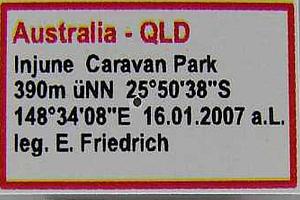 Australia - QLD
Injune Caravan Park
390m üNN 25°50'38"S
148°34'08"E 16.01.2007 a.L.
leg. E. Friedrich